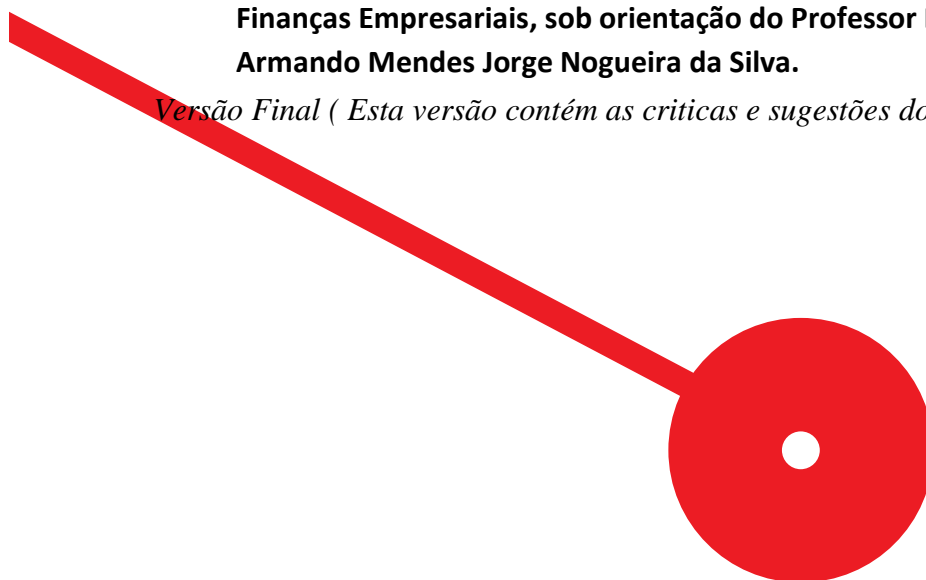 Finanças Empresariais, sob orientação do Professor
Armando Mendes Jorge Nogueira da Silva.
Versão Final ( Esta versão contém as criticas e sugestões do